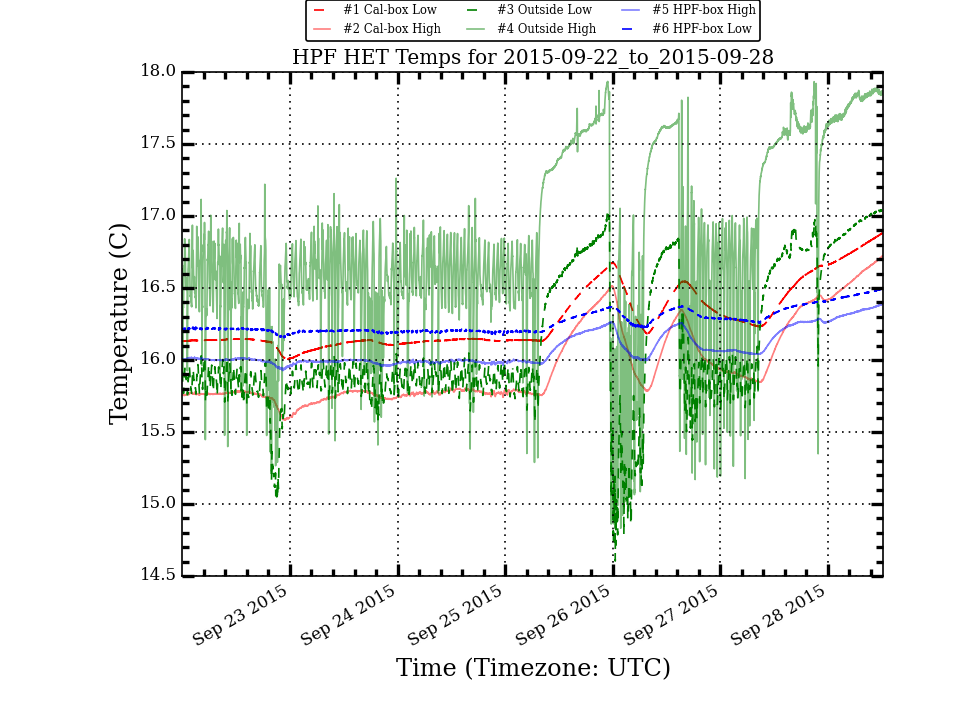 #1 Cal-box Low #3 Outside Low #5 HPF-box High
#2 Cal-box High #4 Outside High #6 HPF-box Low
HPF HET Temps for 2015-09-22_to_2015-09-28
18.0
17.5
17.0
16.5
16.0
15.5
15.0
14.5
Temperature (C)
Sep 23 2015
Sep 24 2015
Sep 25 2015
Sep 26 2015
Sep 27 2015
Sep 28 2015
Time (Timezone: UTC)